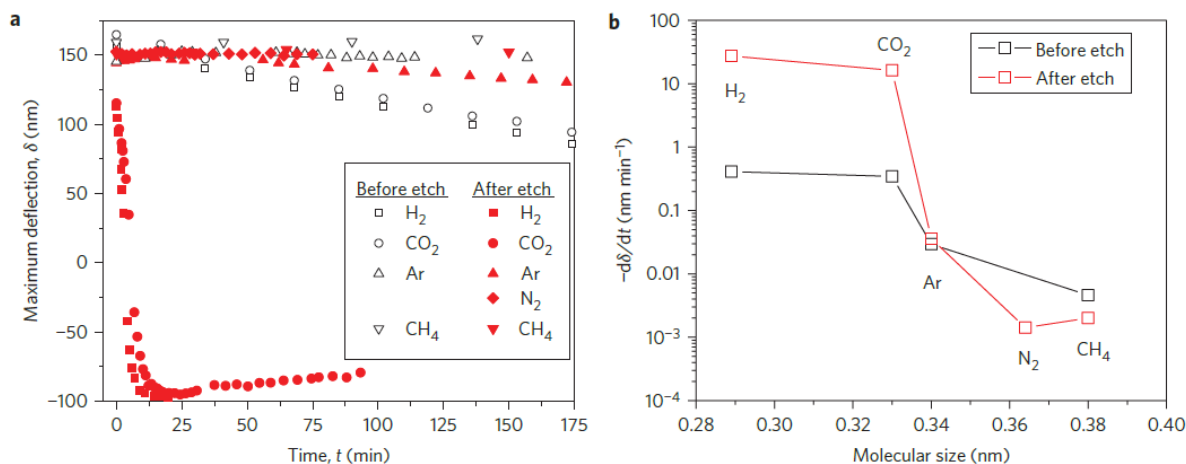 a
Maximum deflection, δ (nm)
150
100
50
0
−50
−100
0 25 50 75 100 125 150 175
Time, t (min)
Before etch After etch
H₂ H₂
CO₂ CO₂
Ar Ar
N₂
CH₄ CH₄
b
−dδ/dt (nm min⁻¹)
100
10
1
0.1
0.01
10⁻³
10⁻⁴
0.28 0.30 0.32 0.34 0.36 0.38 0.40
Molecular size (nm)
Before etch
After etch
H₂
CO₂
Ar
N₂
CH₄